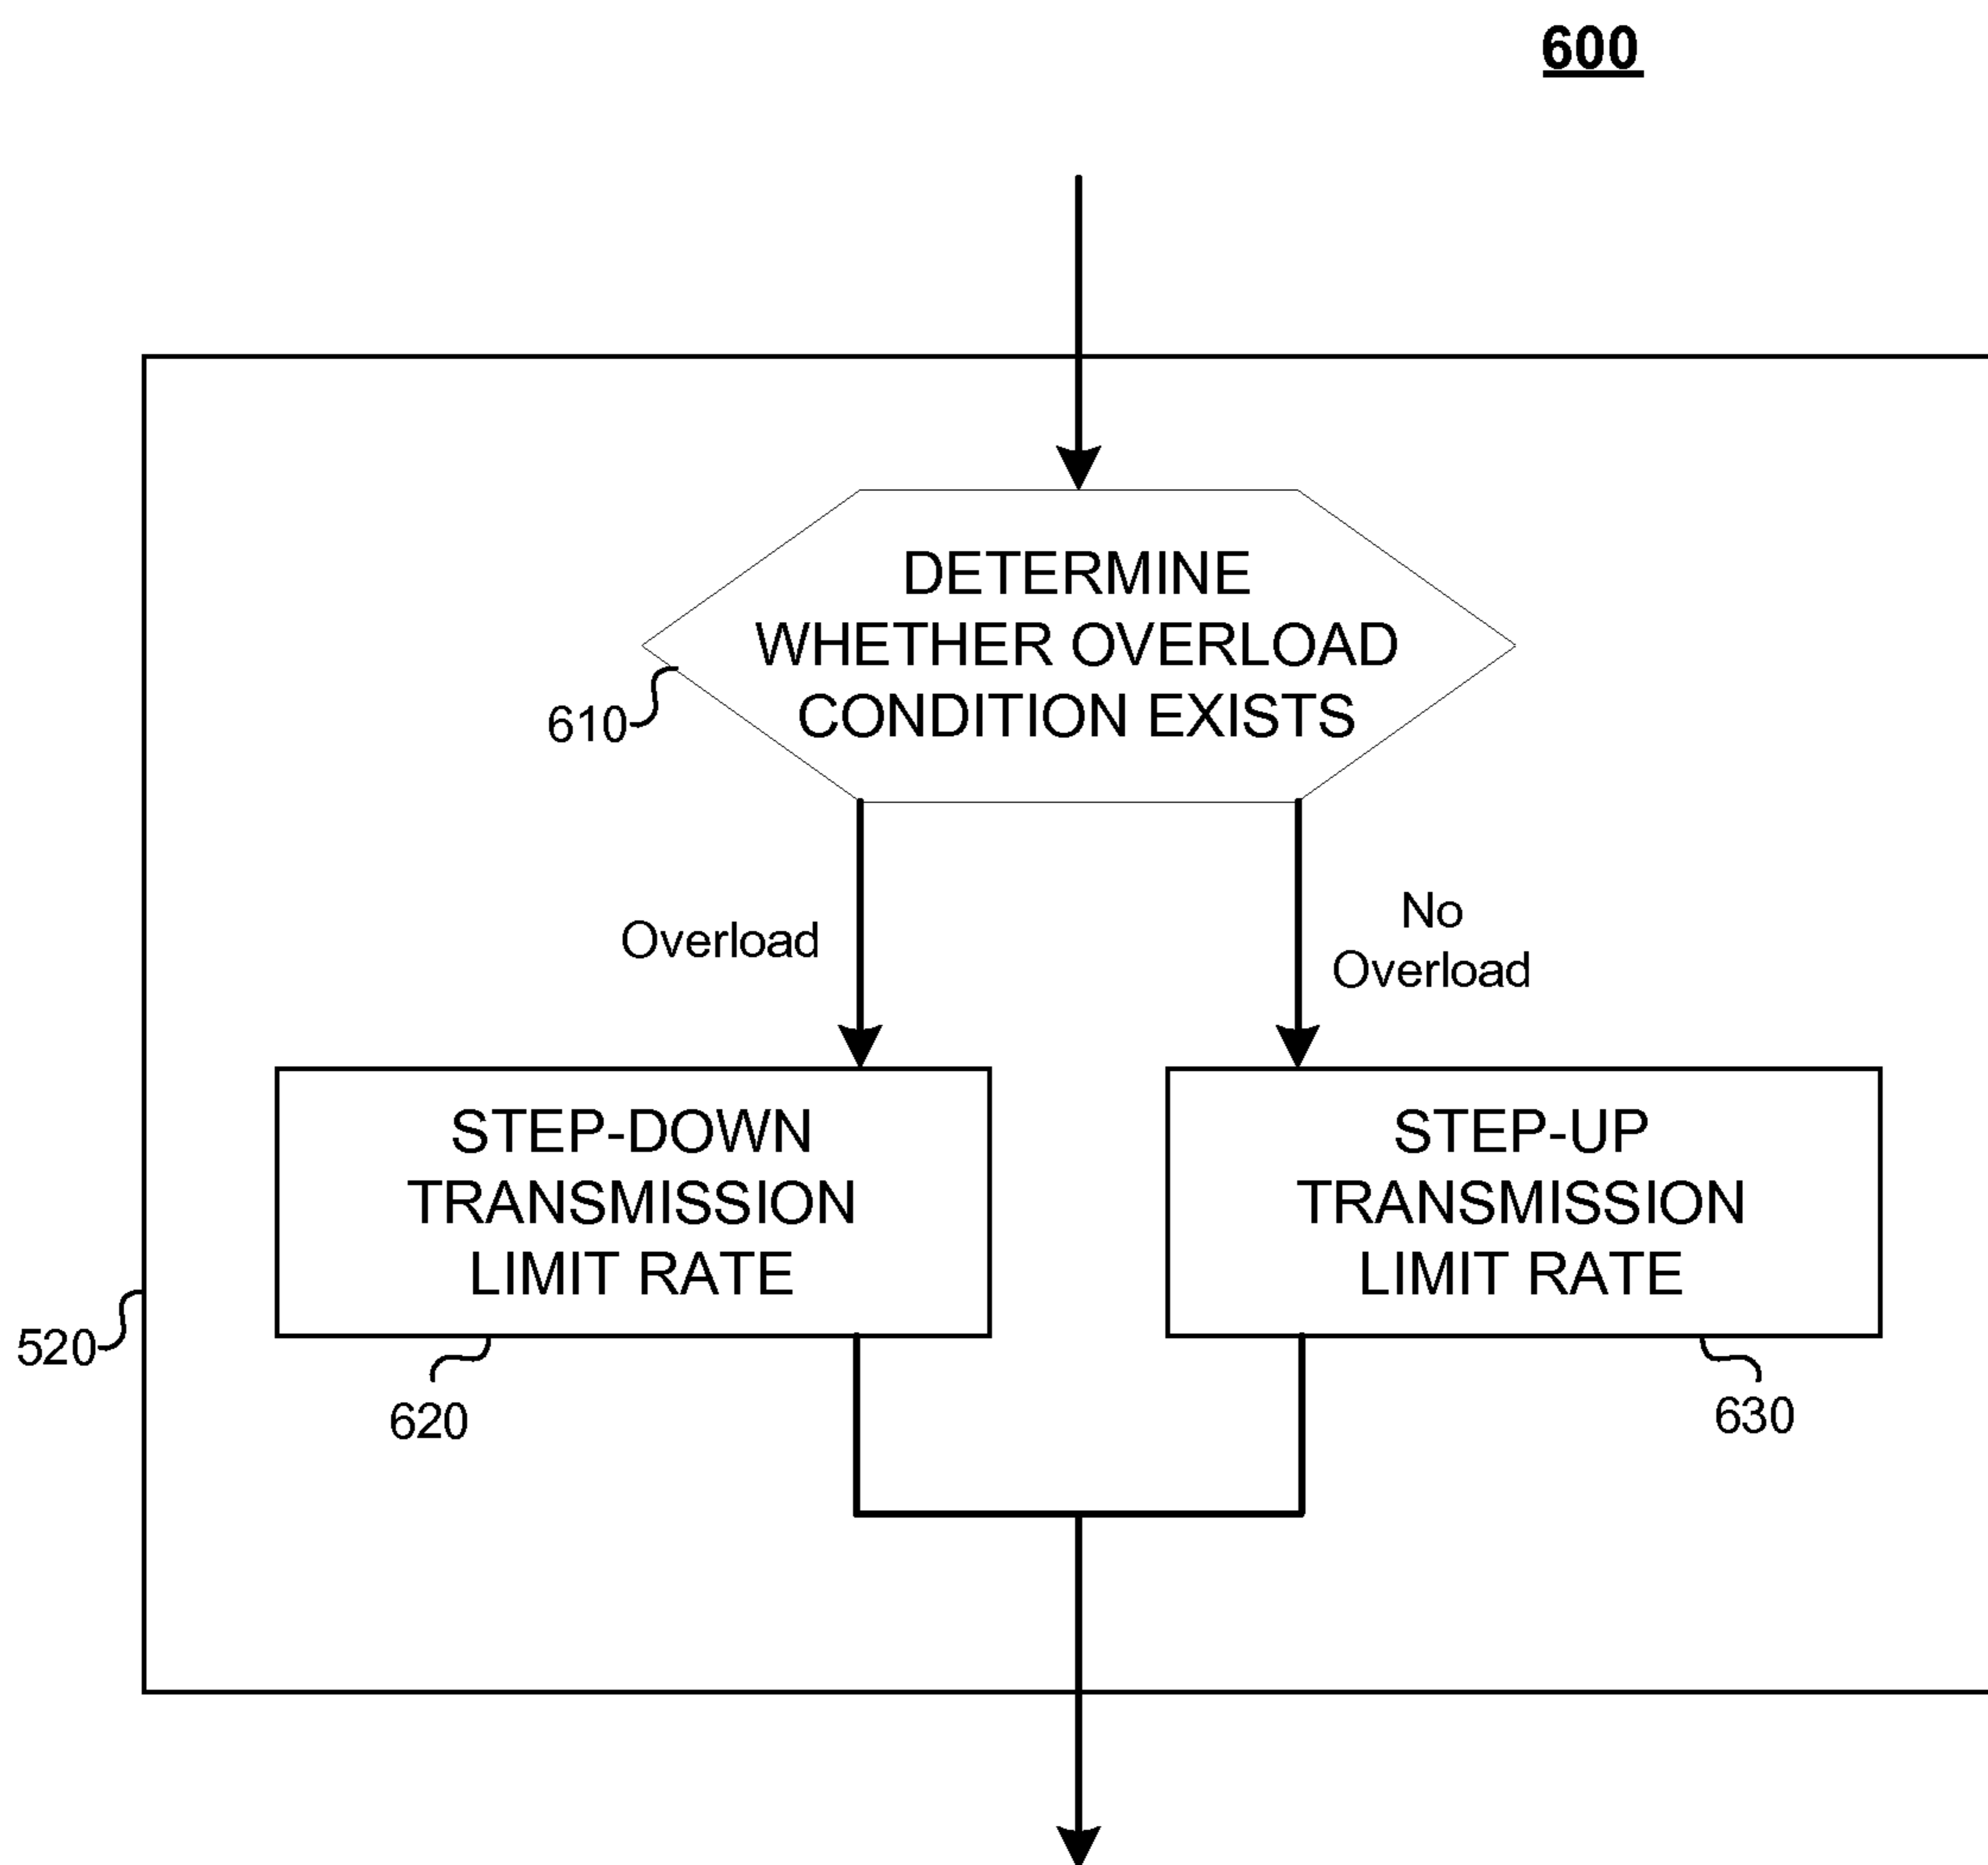 600
DETERMINE
WHETHER OVERLOAD
CONDITION EXISTS
610
Overload
No
Overload
STEP-DOWN
TRANSMISSION
LIMIT RATE
STEP-UP
TRANSMISSION
LIMIT RATE
520
620
630